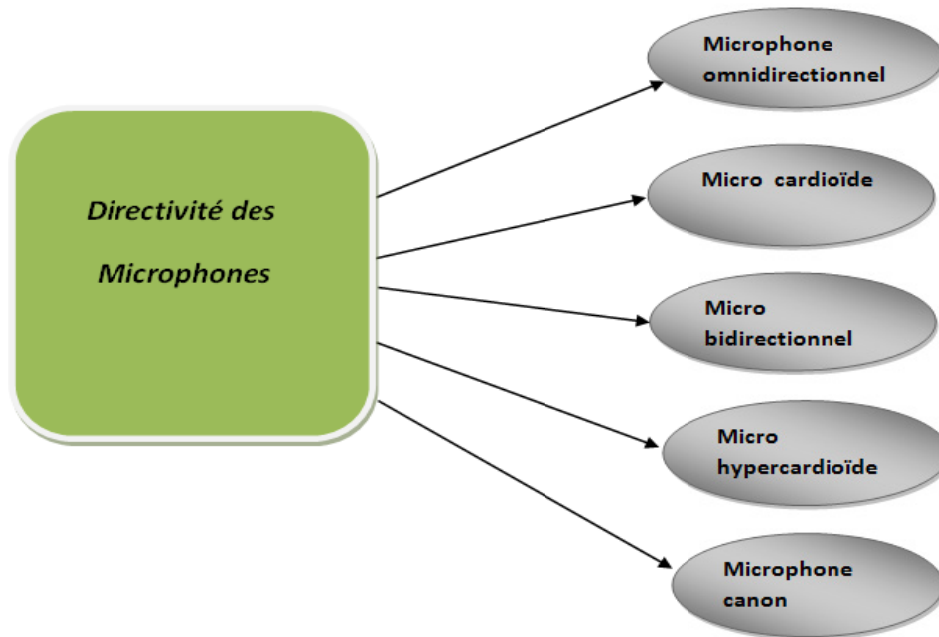 Directivité des
Microphones
Microphone
omnidirectionnel
Micro cardioïde
Micro
bidirectionnel
Micro
hypercardioïde
Microphone
canon